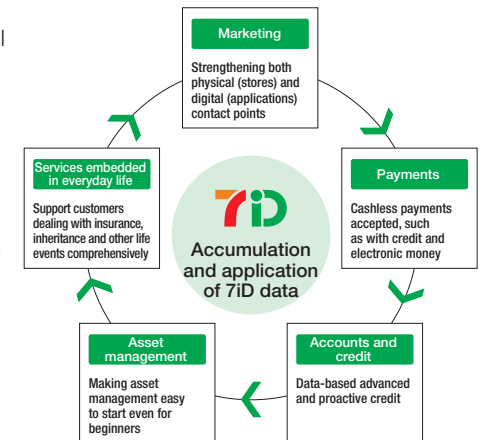 l
Marketing
Strengthening both
physical (stores) and
digital (applications)
contact points
Payments
Cashless payments
accepted, such
as with credit and
electronic money
Accounts and
credit
Data-based advanced
and proactive credit
Asset
management
Making asset
management easy
to start even for
beginners
Services embedded
in everyday life
Support customers
dealing with insurance,
inheritance and other life
events comprehensively
7iD
Accumulation
and application
of 7iD data